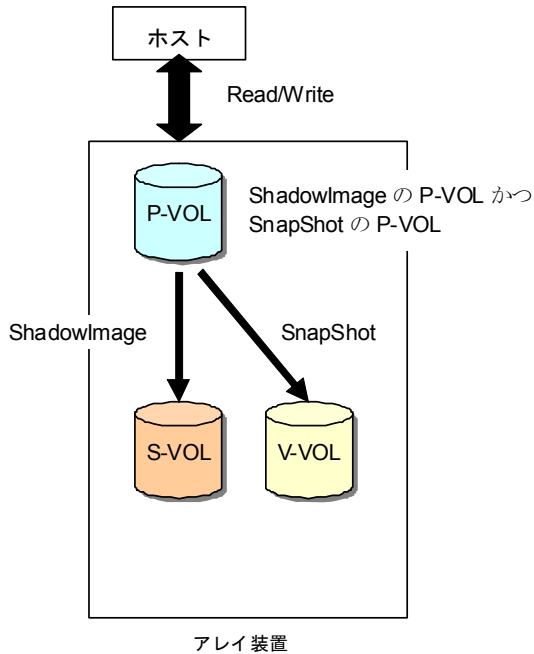 ホスト
Read/Write
P-VOL
ShadowImage の P-VOL かつ
SnapShot の P-VOL
ShadowImage
SnapShot
S-VOL
V-VOL
アレイ装置